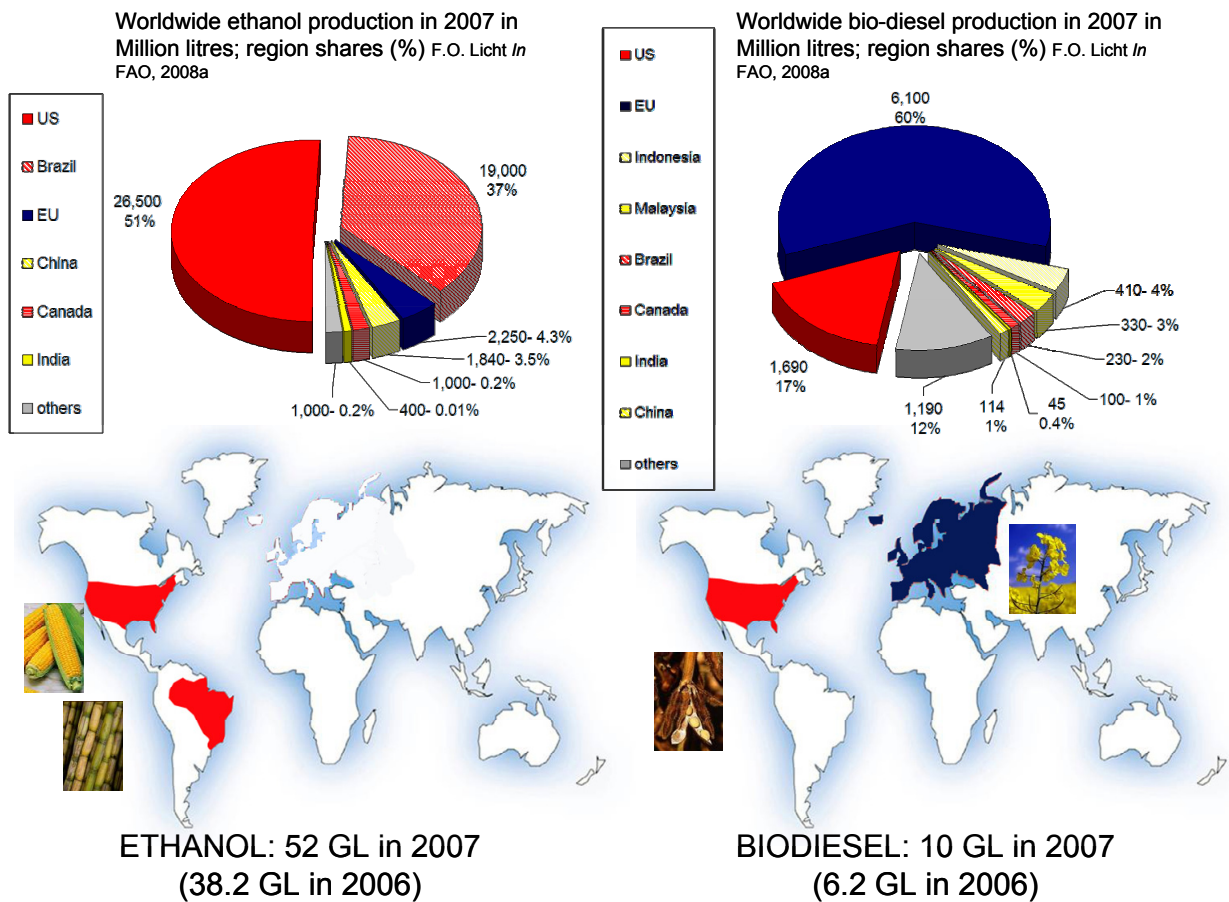 Worldwide ethanol production in 2007 in
Million litres; region shares (%) F.O. Licht In
FAO, 2008a
US
Brazil
EU
China
Canada
India
others
26,500
51%
19,000
37%
2,250- 4.3%
1,840- 3.5%
1,000- 0.2%
400- 0.01%
1,000- 0.2%
ETHANOL: 52 GL in 2007
(38.2 GL in 2006)
Worldwide bio-diesel production in 2007 in
Million litres; region shares (%) F.O. Licht In
FAO, 2008a
US
EU
Indonesia
Malaysia
Brazil
Canada
India
China
others
6,100
60%
410- 4%
330- 3%
230- 2%
100- 1%
45
0.4%
114
1%
1,190
12%
1,690
17%
BIODIESEL: 10 GL in 2007
(6.2 GL in 2006)